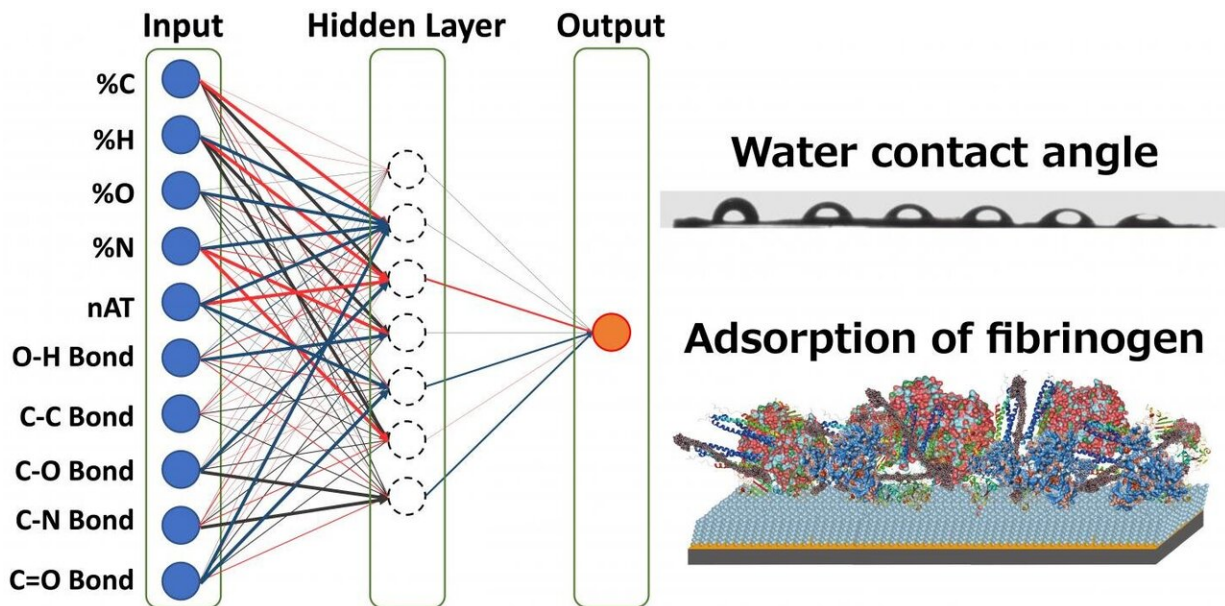 Input
Hidden Layer
Output
%C
%H
%O
%N
nAT
O-H Bond
C-C Bond
C-O Bond
C-N Bond
C=O Bond
Water contact angle
Adsorption of fibrinogen